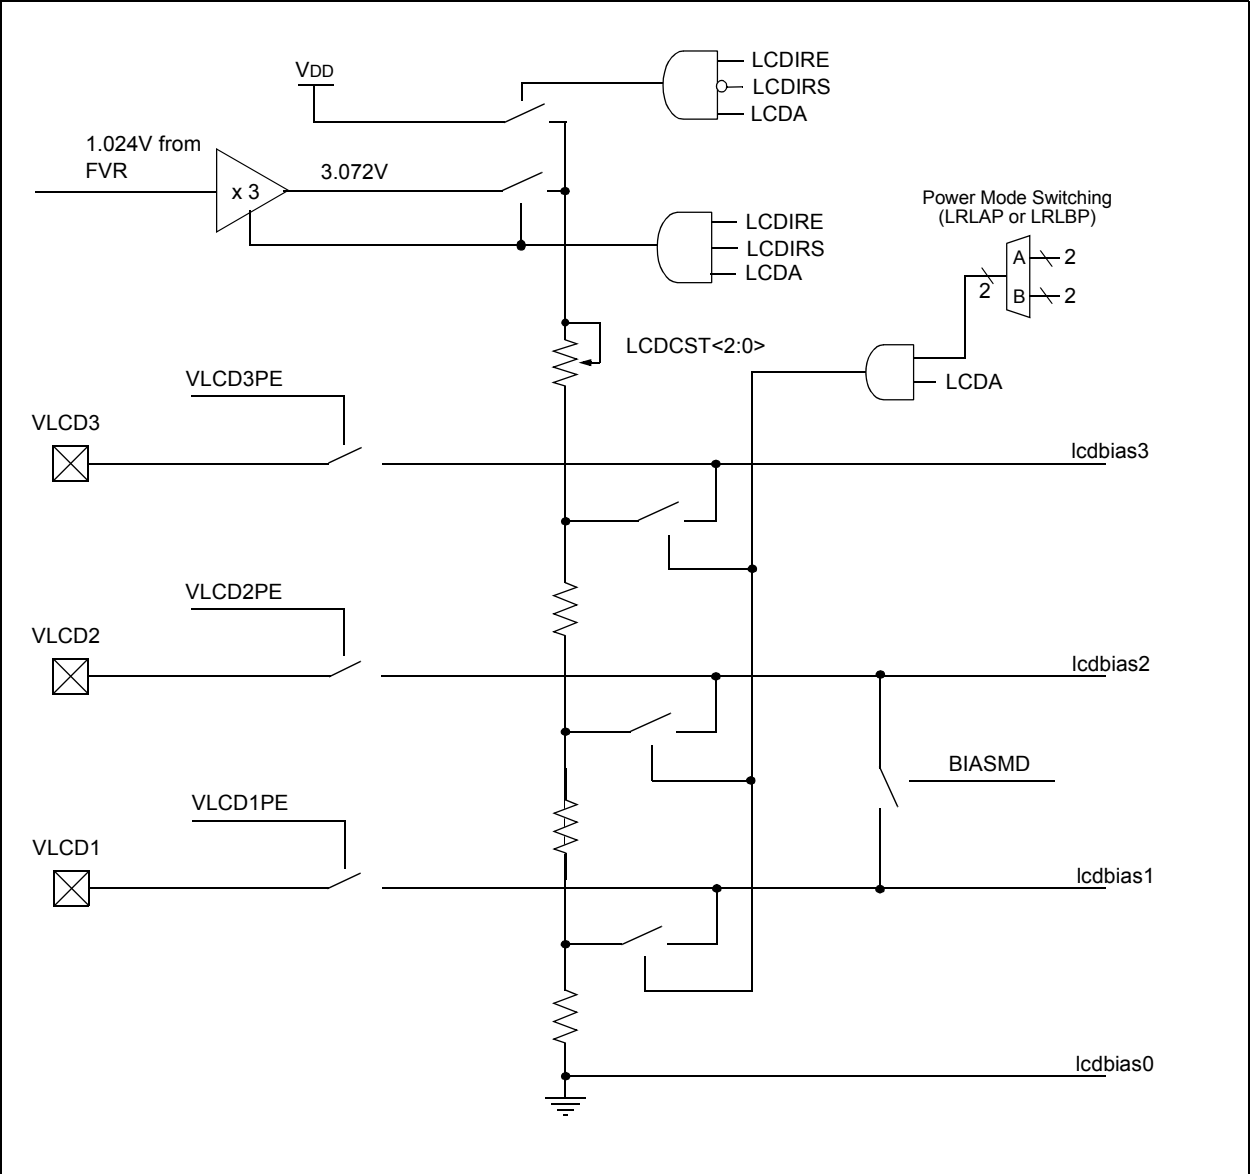 VDD
LCDIRE
LCDIRS
LCDA
1.024V from
FVR
x 3
3.072V
LCDIRE
LCDIRS
LCDA
Power Mode Switching
(LRLAP or LRLBP)
A
2
2
B
2
LCDCST<2:0>
LCDA
VLCD3PE
VLCD3
lcdbias3
VLCD2PE
VLCD2
lcdbias2
BIASMD
VLCD1PE
VLCD1
lcdbias1
lcdbias0